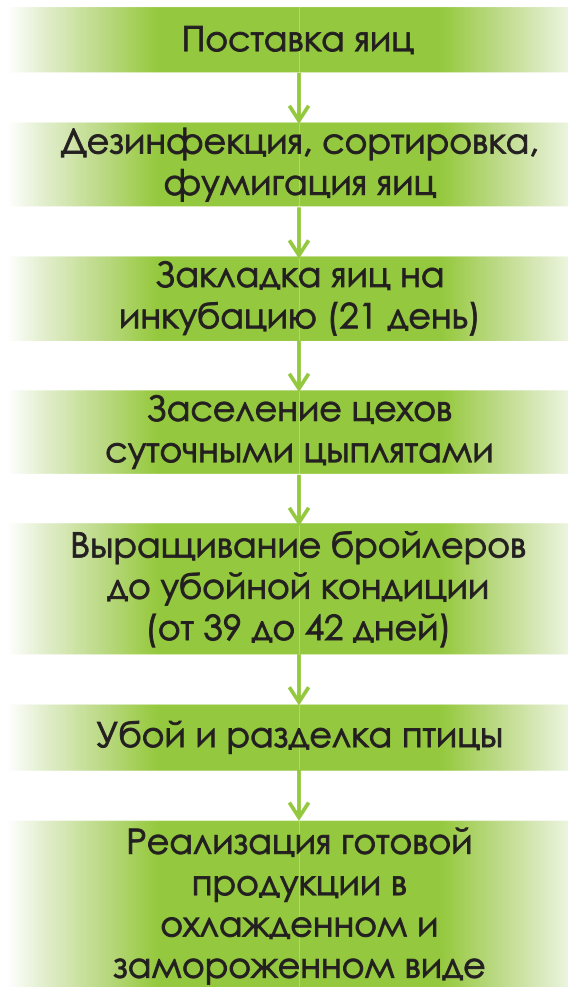 Поставка яиц
Дезинфекция, сортировка,
фумигация яиц
Закладка яиц на
инкубацию (21 день)
Заселение цехов
суточными цыплятами
Выращивание бройлеров
до убойной кондиции
(от 39 до 42 дней)
Убой и разделка птицы
Реализация готовой
продукции в
охлажденном и
замороженном виде